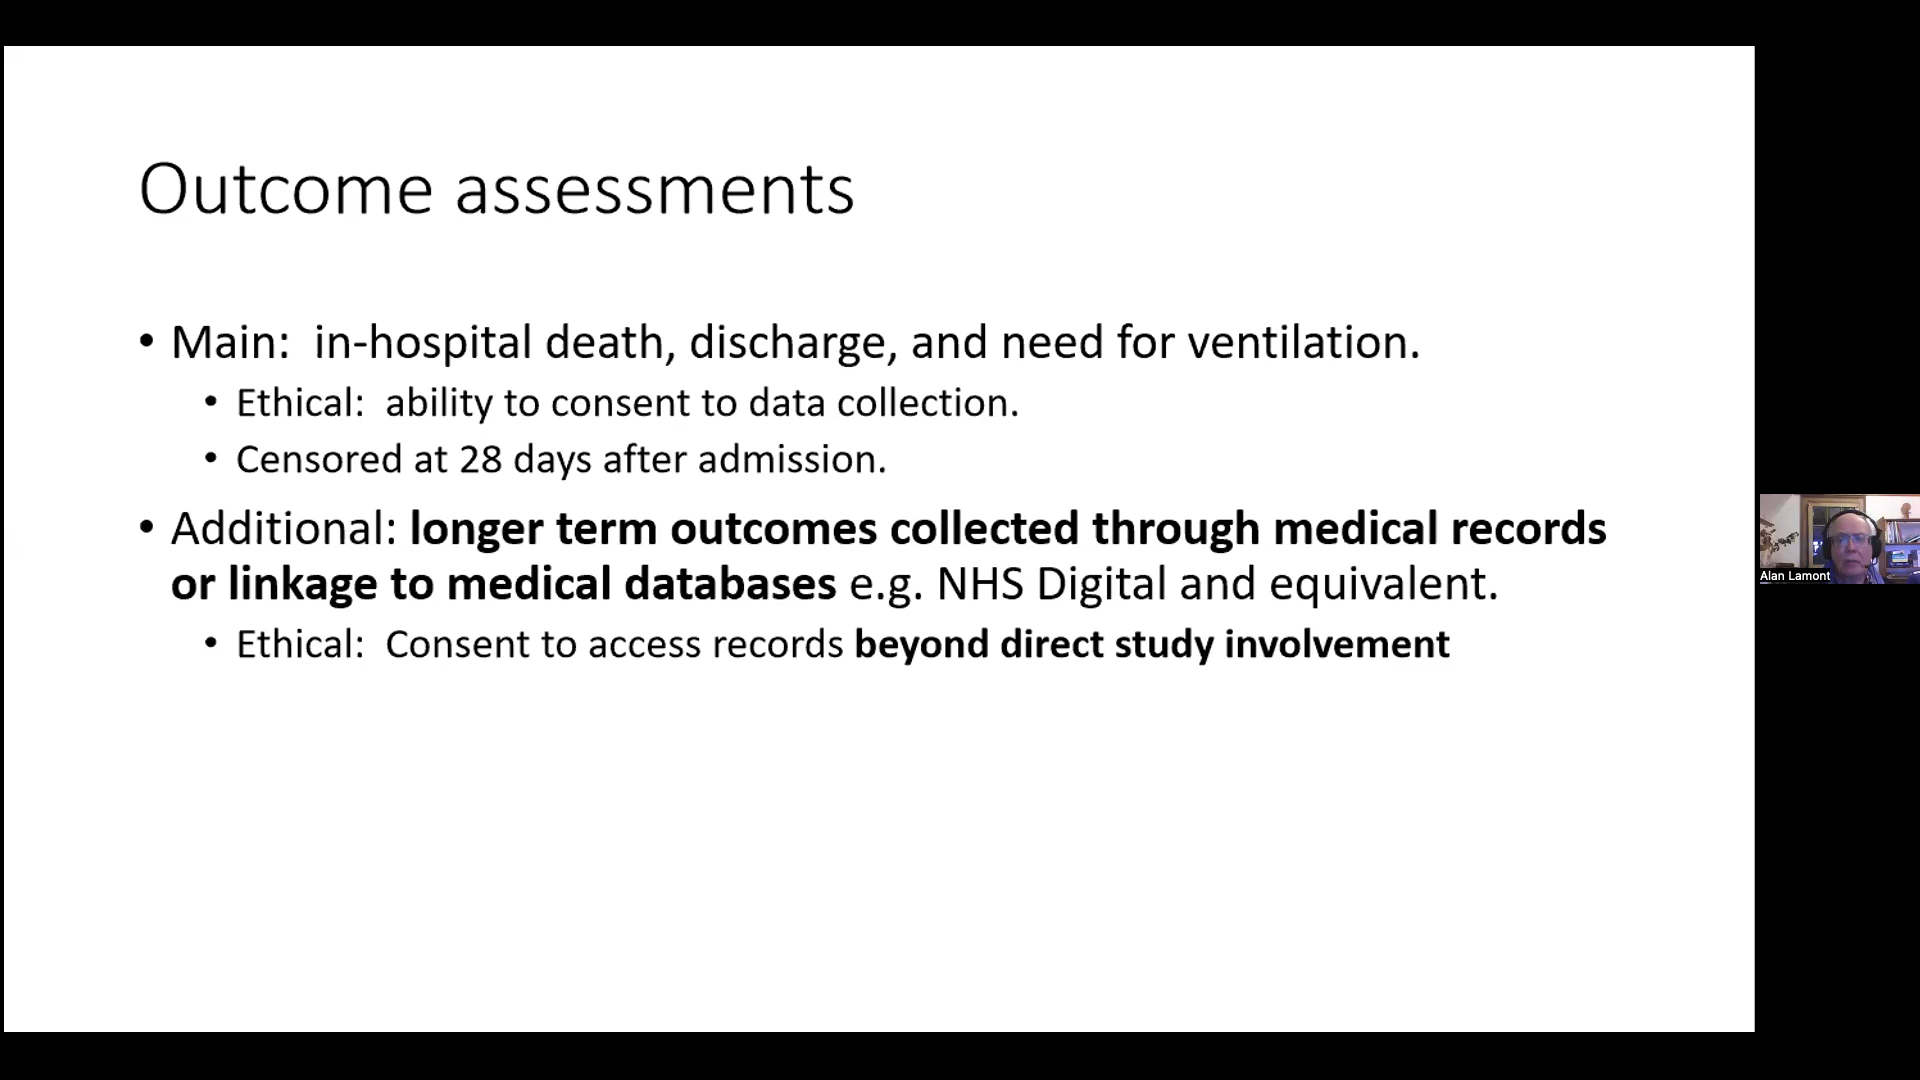 Outcome assessments
• Main:  in-hospital death, discharge, and need for ventilation.
• Ethical:  ability to consent to data collection.
• Censored at 28 days after admission.
• Additional: longer term outcomes collected through medical records
or linkage to medical databases e.g. NHS Digital and equivalent.
• Ethical:  Consent to access records beyond direct study involvement
Alan Lamont